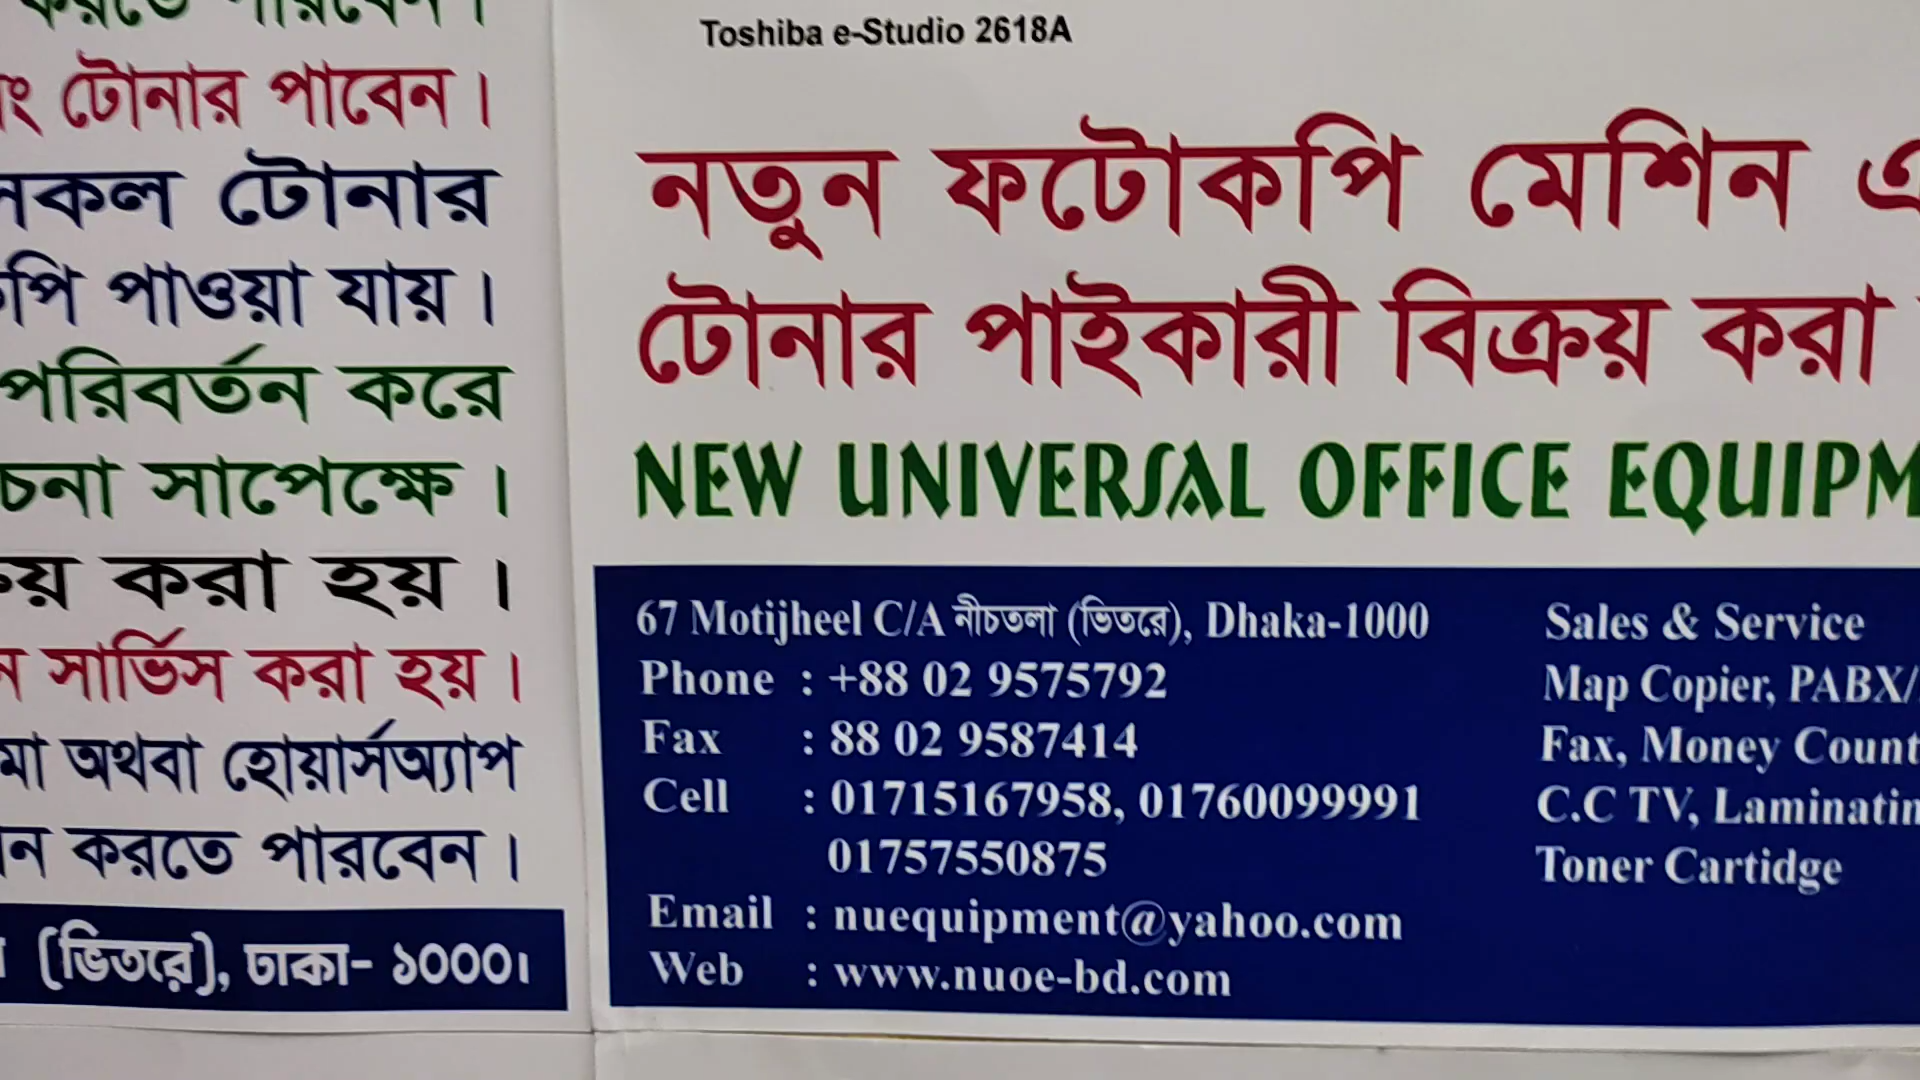 করতে পারবেন।
টোনার পাবেন।
সকল টোনার
পি পাওয়া যায়।
পরিবর্তন করে
চনা সাপেক্ষে।
য় করা হয়।
সার্ভিস করা হয়।
অথবা হোয়ার্সঅ্যাপ
করতে পারবেন।
(ভিতরে), ঢাকা- ১০০০।
Toshiba e-Studio 2618A
নতুন ফটোকপি মেশিন এ
টোনার পাইকারী বিক্রয় করা
NEW UNIVERSAL OFFICE EQUIPM
67 Motijheel C/A নীচতলা (ভিতরে), Dhaka-1000
Phone : +88 02 9575792
Fax : 88 02 9587414
Cell : 01715167958, 01760099991
01757550875
Email : nuequipment@yahoo.com
Web : www.nuoe-bd.com
Sales & Service
Map Copier, PABX/
Fax, Money Count
C.C TV, Laminatin
Toner Cartidge